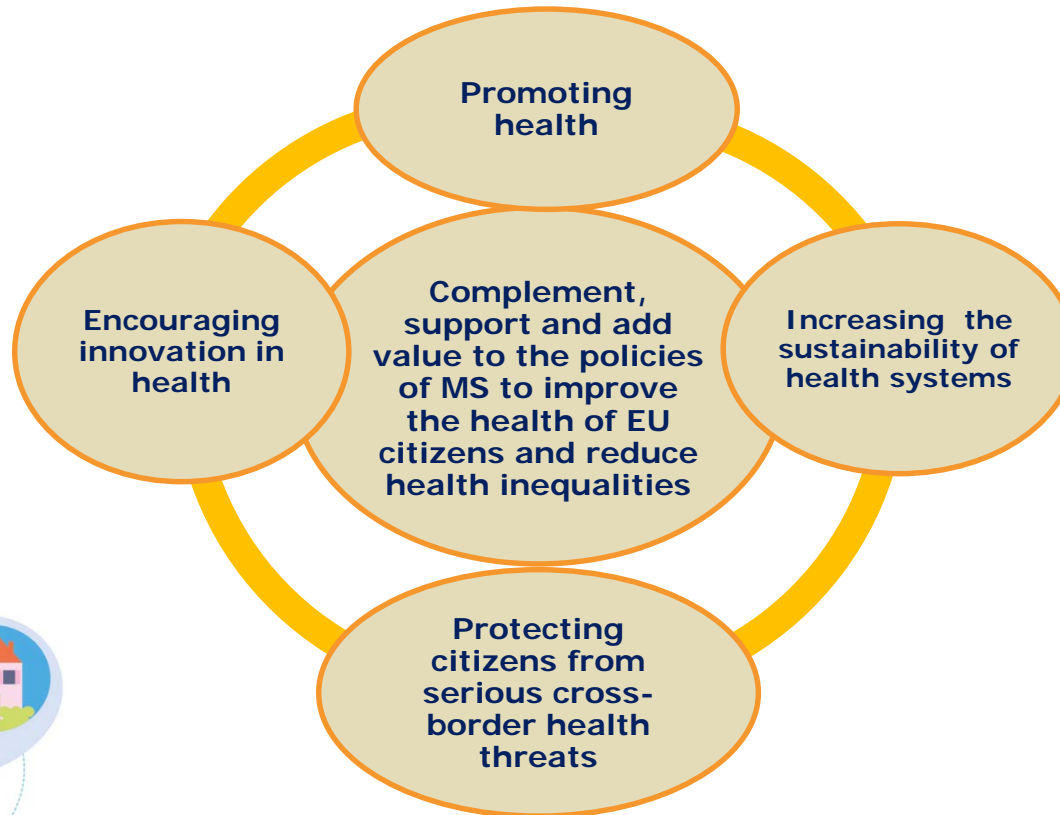 Promoting
health
Encouraging
innovation in
health
Complement,
support and add
value to the policies
of MS to improve
the health of EU
citizens and reduce
health inequalities
Increasing the
sustainability of
health systems
Protecting
citizens from
serious cross-
border health
threats